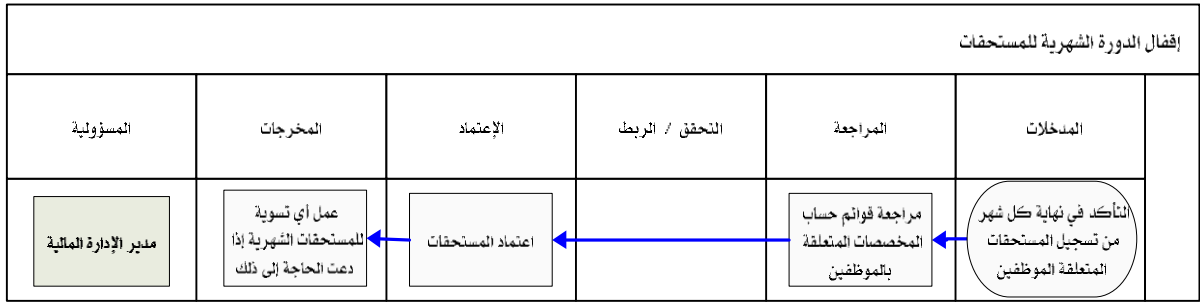 إقفال الدورة الشهرية للمستحقات
المدخلات
المراجعة
التحقق / الربط
الإعتماد
المخرجات
المسؤولية
التأكد في نهاية كل شهر
من تسجيل المستحقات
المتعلقة الموظفين
مراجعة قوائم حساب
المخصصات المتعلقة
بالموظفين
اعتماد المستحقات
عمل أي تسوية
للمستحقات الشهرية إذا
دعت الحاجة إلى ذلك
مدير الإدارة المالية